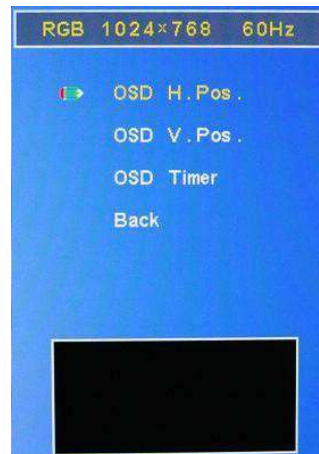 RGB 1024×768 60Hz
OSD H.Pos.
OSD V.Pos.
OSD Timer
Back